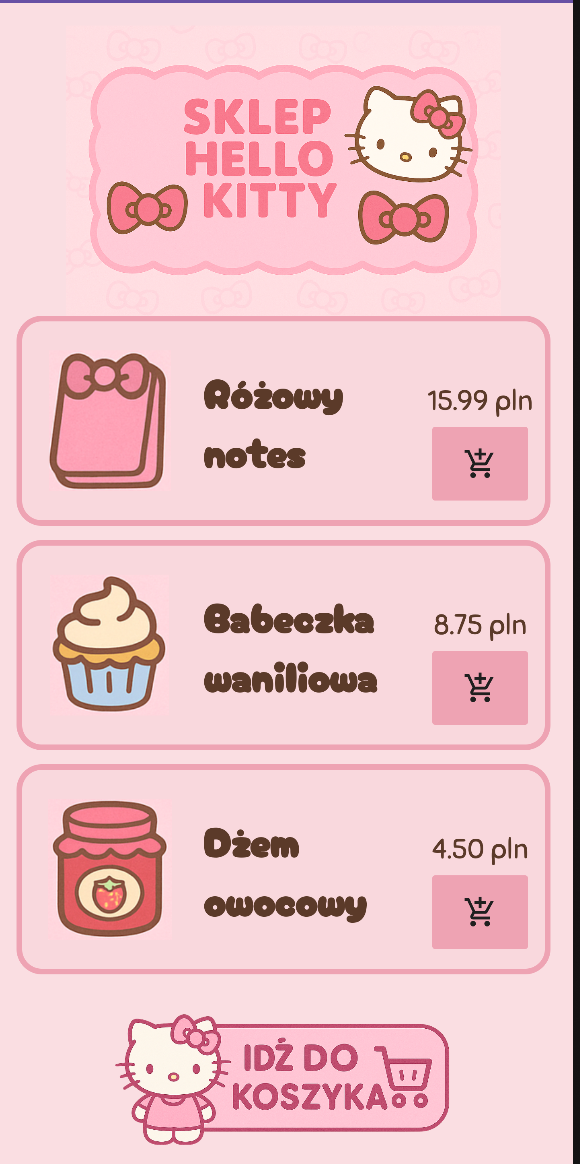 SKLEP
HELLO
KITTY
Różowy
notes
15.99 pln
Babeczka
waniliowa
8.75 pln
Dżem
owocowy
4.50 pln
IDŹ DO
KOSZYKA